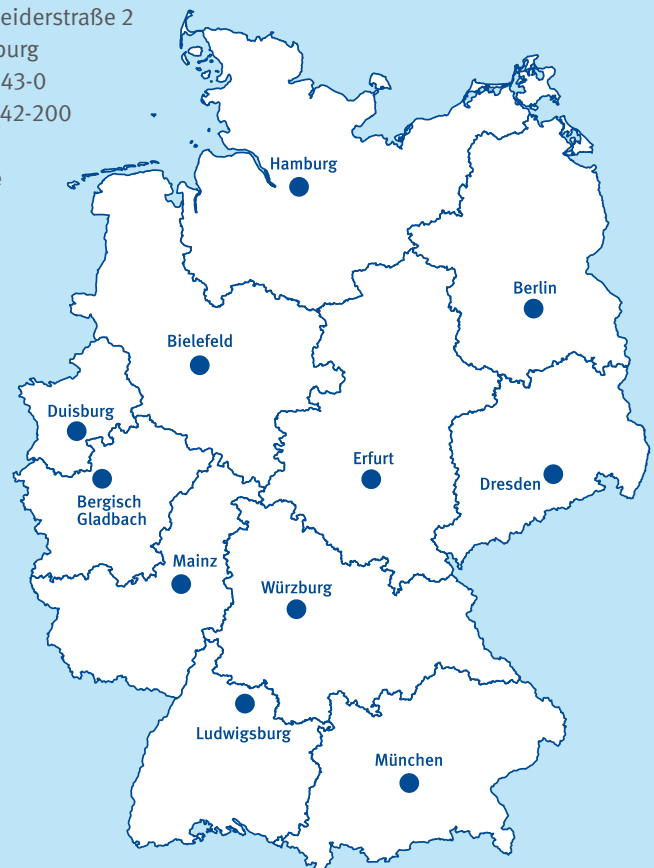 eiderstraße 2
burg
43-0
42-200
e
Hamburg
Berlin
Bielefeld
Duisburg
Erfurt
Dresden
Bergisch
Gladbach
Mainz
Würzburg
Ludwigsburg
München